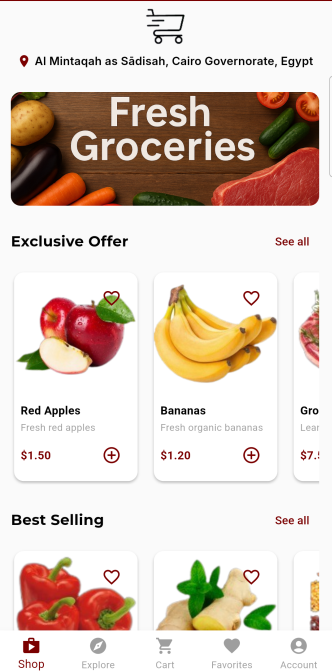 Al Mintaqah as Sādisah, Cairo Governorate, Egypt
Fresh
Groceries
Exclusive Offer
See all
Red Apples
Fresh red apples
$1.50
Bananas
Fresh organic bananas
$1.20
Gro
Lear
$7.
Best Selling
See all
Shop
Explore
Cart
Favorites
Account